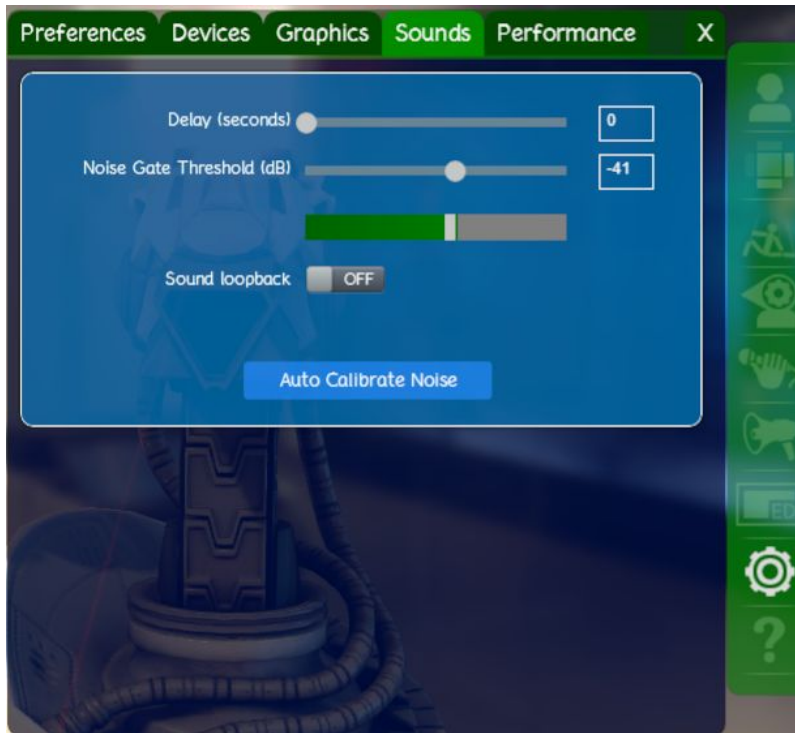 Preferences Devices Graphics Sounds Performance X
Delay (seconds) 0
Noise Gate Threshold (dB) -41
Sound loopback OFF
Auto Calibrate Noise
ED
?